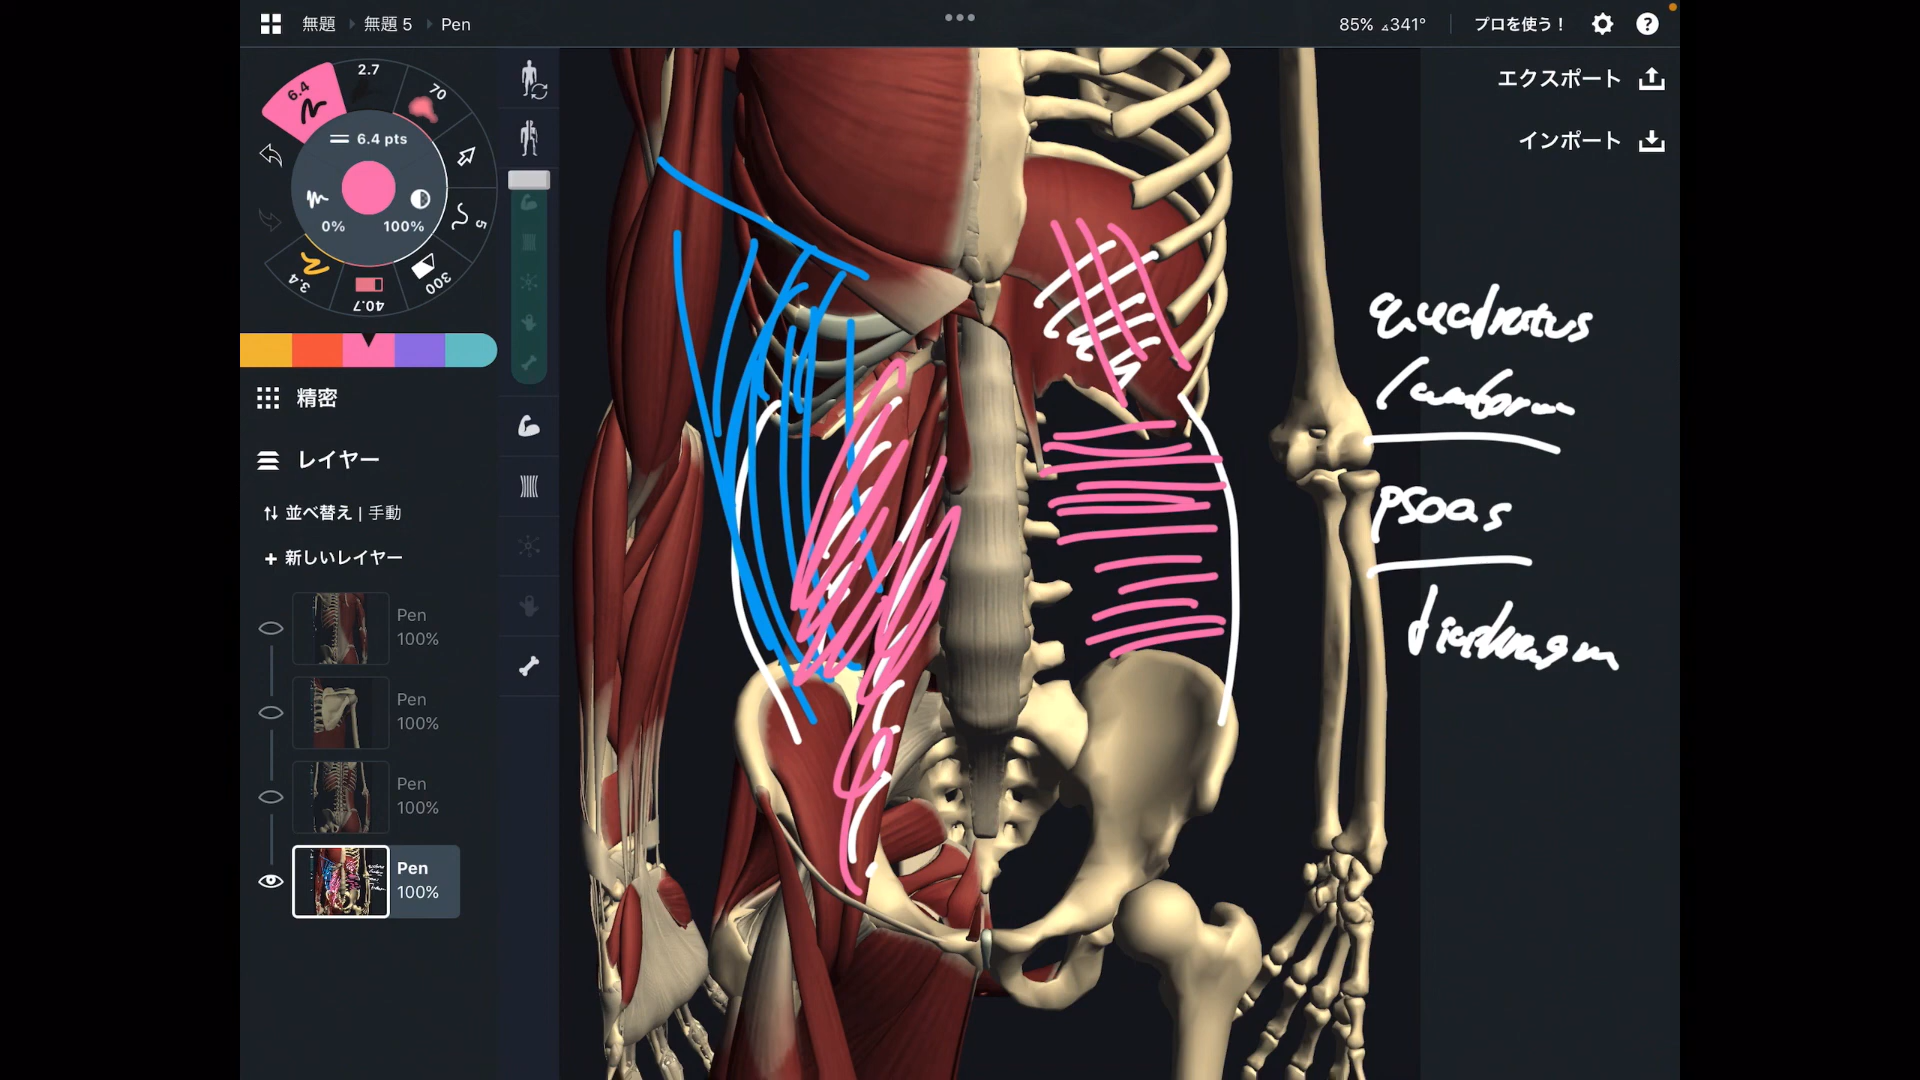 無題 無題 5 Pen
85% ⊿341°
プロを使う！
エクスポート
インポート
2.7
6.4
70
6.4 pts
0%
100%
5
3.4
40.7
300
精密
レイヤー
並べ替え | 手動
+ 新しいレイヤー
Pen
100%
Pen
100%
Pen
100%
Pen
100%
quadratus
psoas